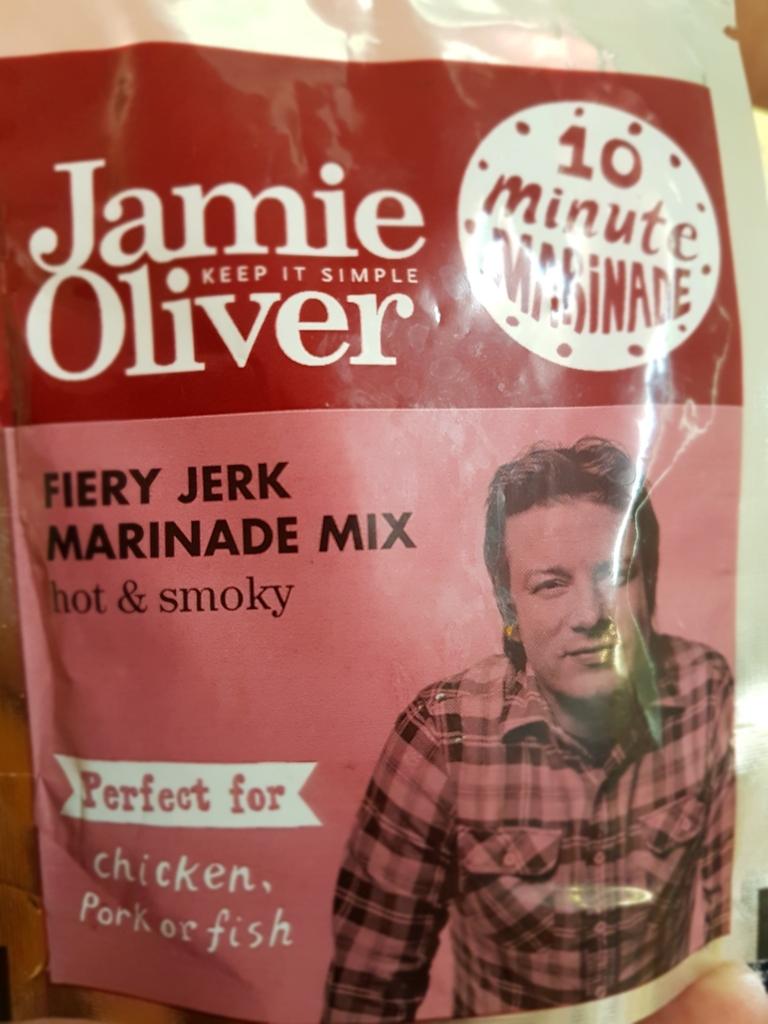 Jamie
KEEP IT SIMPLE
Oliver
10
minute
MARINADE
FIERY JERK
MARINADE MIX
hot & smoky
Perfect for
chicken,
Pork or fish